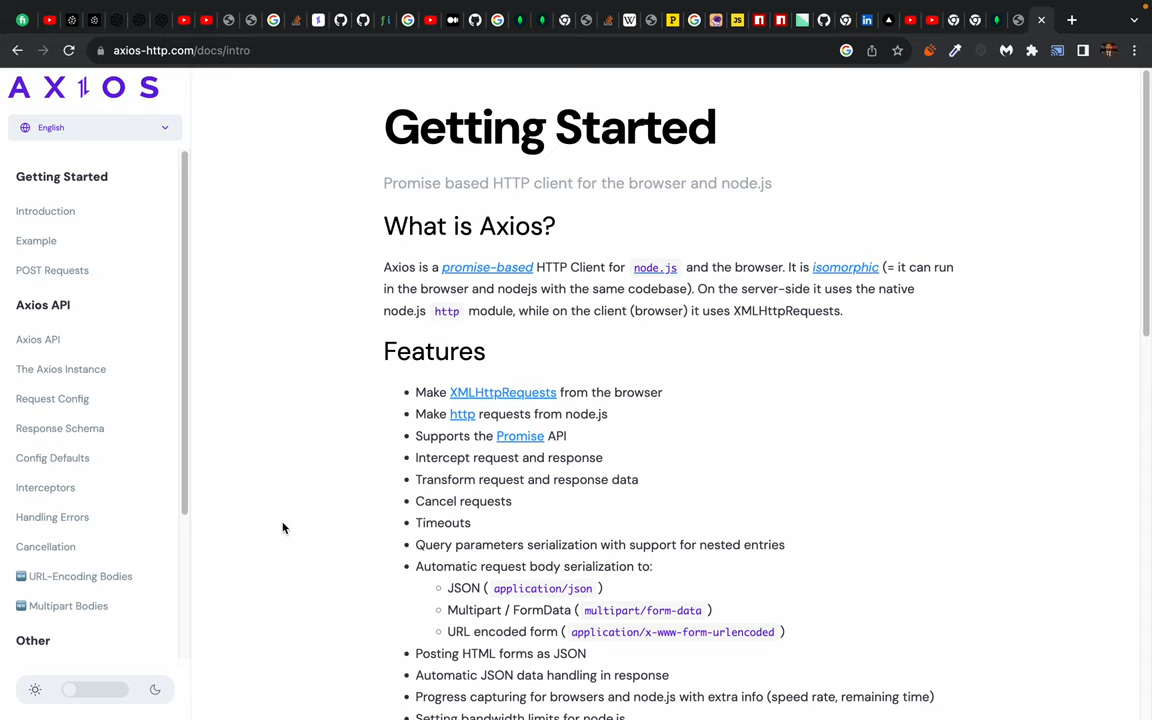 axios-http.com/docs/intro
AXIOS
English
Getting Started
Introduction
Example
POST Requests
Axios API
Axios API
The Axios Instance
Request Config
Response Schema
Config Defaults
Interceptors
Handling Errors
Cancellation
🆕 URL-Encoding Bodies
🆕 Multipart Bodies
Other
Getting Started
Promise based HTTP client for the browser and node.js
What is Axios?
Axios is a promise-based HTTP Client for node.js and the browser. It is isomorphic (= it can run
in the browser and nodejs with the same codebase). On the server-side it uses the native
node.js http module, while on the client (browser) it uses XMLHttpRequests.
Features
• Make XMLHttpRequests from the browser
• Make http requests from node.js
• Supports the Promise API
• Intercept request and response
• Transform request and response data
• Cancel requests
• Timeouts
• Query parameters serialization with support for nested entries
• Automatic request body serialization to:
◦ JSON ( application/json )
◦ Multipart / FormData ( multipart/form-data )
◦ URL encoded form ( application/x-www-form-urlencoded )
• Posting HTML forms as JSON
• Automatic JSON data handling in response
• Progress capturing for browsers and node.js with extra info (speed rate, remaining time)
• Setting bandwidth limits for node.js